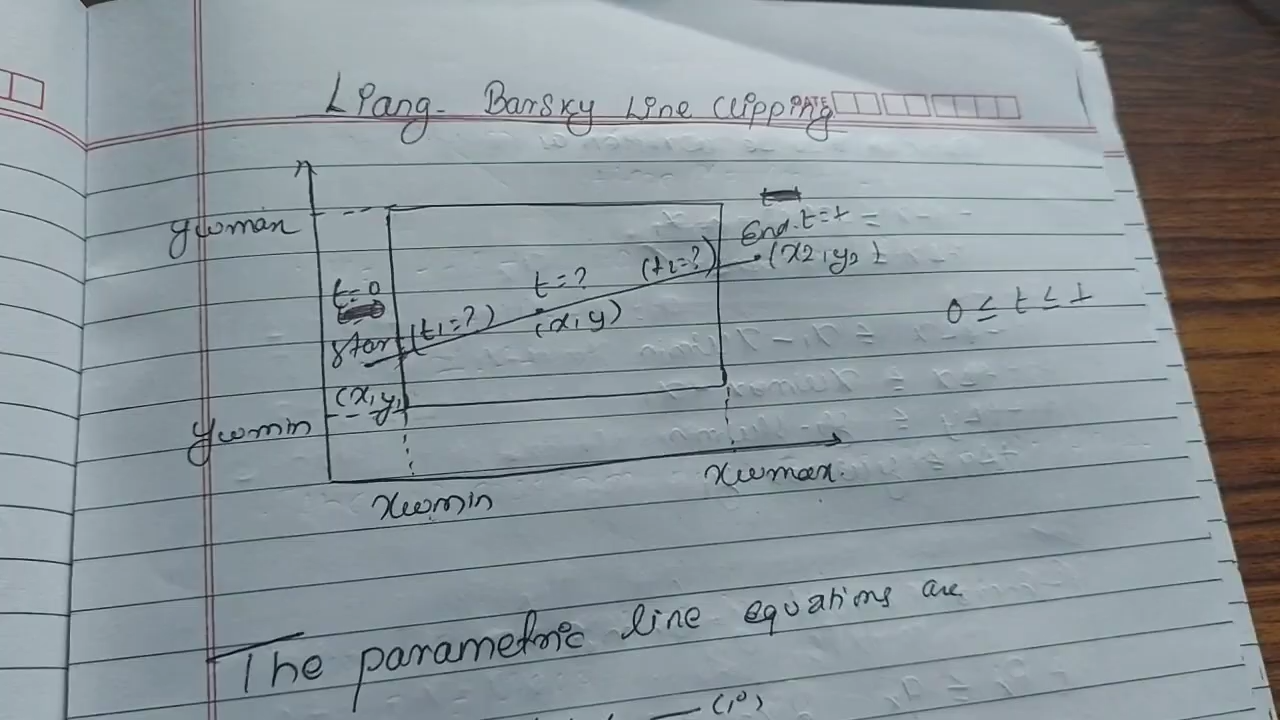 Liang-Barsky Line Clipping
DATE
ywmax
End t=1
(x2,y2)
t=0
t=?
(t2=?)
0 ≤ t ≤ 1
start
(t1=?)
(x,y)
(x1,y1
ywmin
xwmin
xwmax.
The parametric line equations are